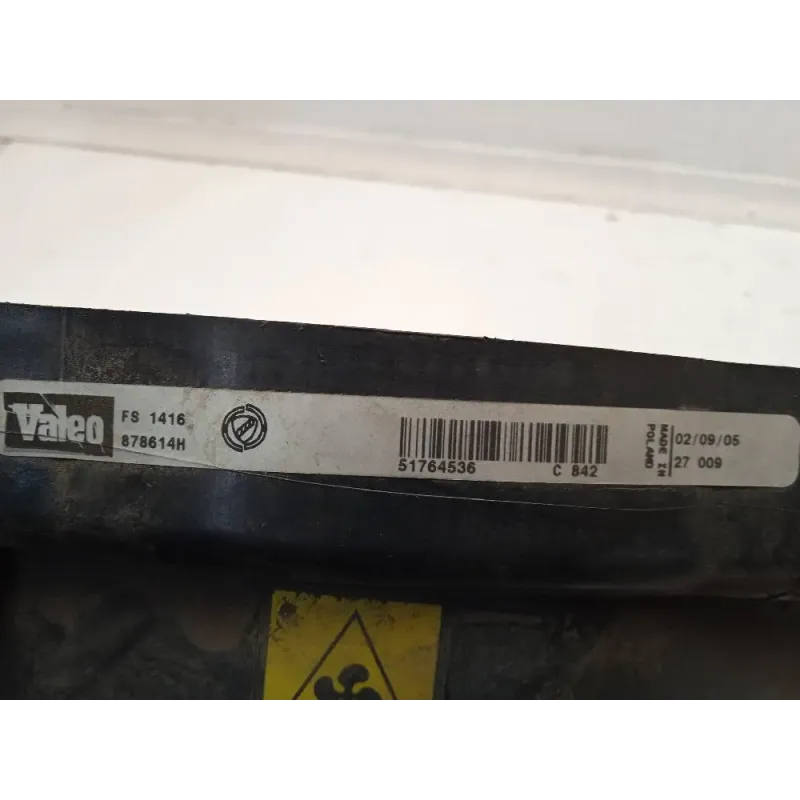 Valeo
FS 1416
878614H
51764536
C 842
MADE IN
POLAND
02/09/05
27 009